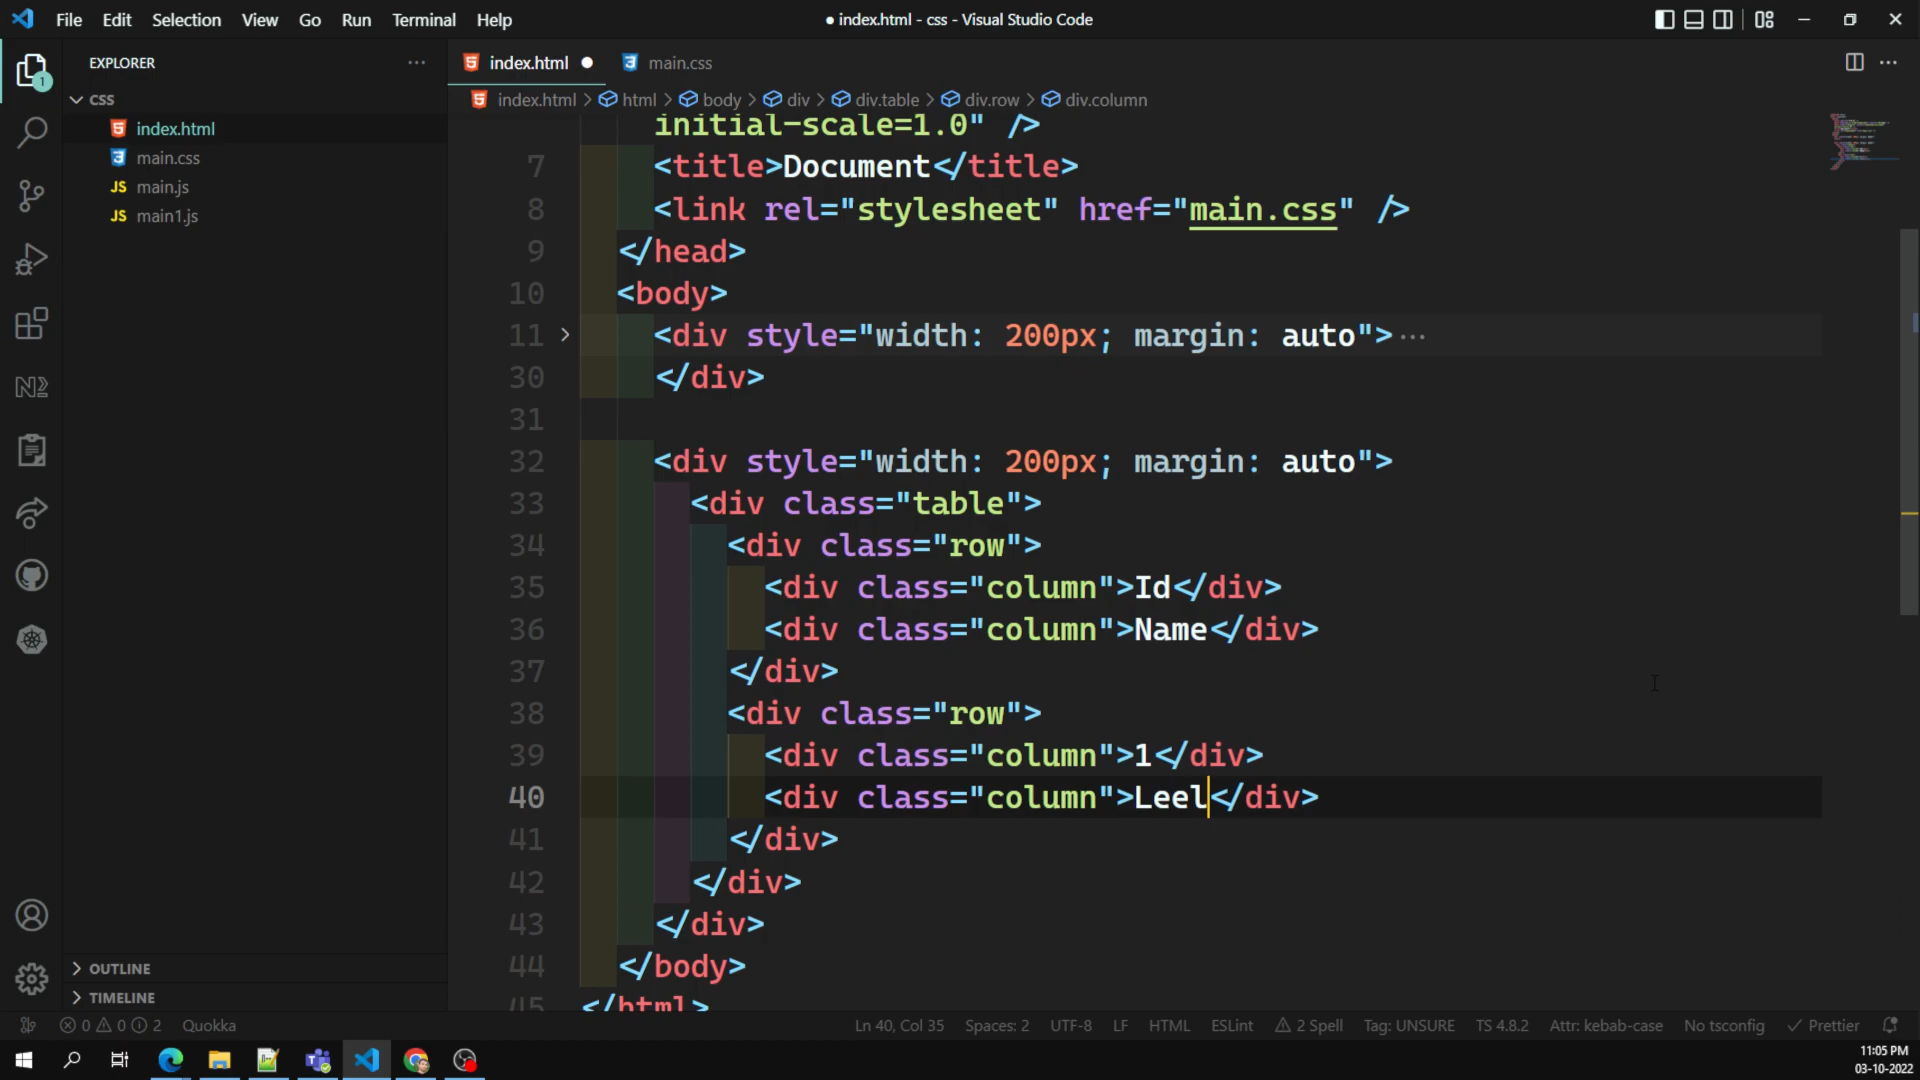 File Edit Selection View Go Run Terminal Help
● index.html - css - Visual Studio Code
EXPLORER
index.html
main.css
CSS
index.html > html > body > div > div.table > div.row > div.column
1
index.html
main.css
JS main.js
JS main1.js
initial-scale=1.0" />
7 <title>Document</title>
8 <link rel="stylesheet" href="main.css" />
9 </head>
10 <body>
11 <div style="width: 200px; margin: auto">...
30 </div>
31
32 <div style="width: 200px; margin: auto">
33 <div class="table">
34 <div class="row">
35 <div class="column">Id</div>
36 <div class="column">Name</div>
37 </div>
38 <div class="row">
39 <div class="column">1</div>
40 <div class="column">Leel</div>
41 </div>
42 </div>
43 </div>
44 </body>
45 </html>
OUTLINE
TIMELINE
0 0 2 Quokka
Ln 40, Col 35 Spaces: 2 UTF-8 LF HTML ESLint 2 Spell Tag: UNSURE TS 4.8.2 Attr: kebab-case No tsconfig Prettier
11:05 PM
03-10-2022